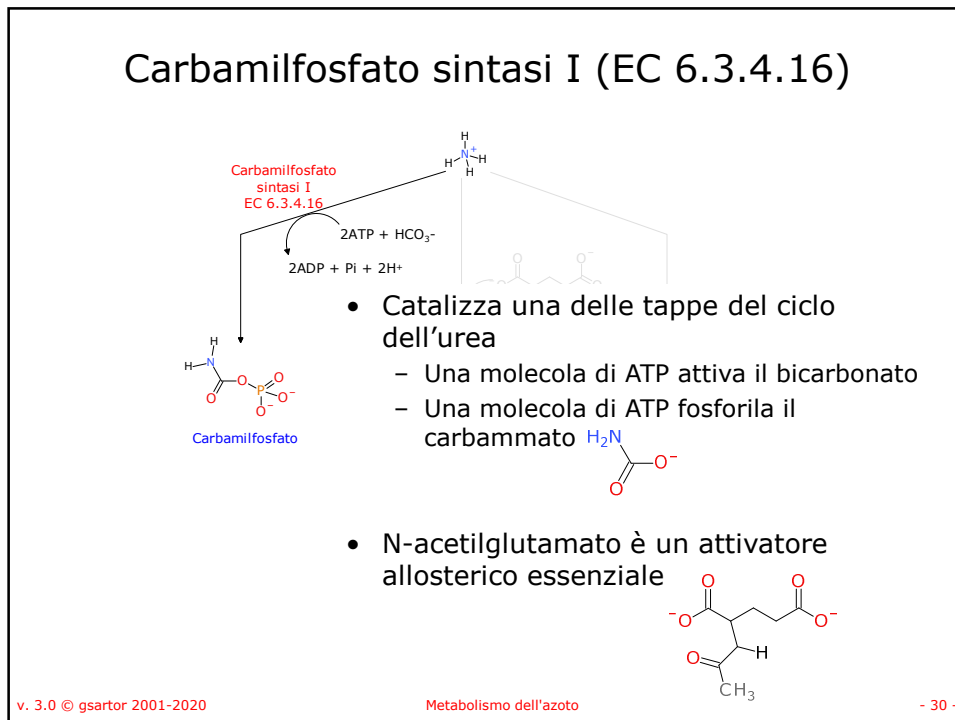 Carbamilfosfato sintasi I (EC 6.3.4.16)
H
H N+ H
H
Carbamilfosfato
sintasi I
EC 6.3.4.16
2ATP + HCO₃-
2ADP + Pi + 2H+
O O−
O
• Catalizza una delle tappe del ciclo
dell’urea
– Una molecola di ATP attiva il bicarbonato
– Una molecola di ATP fosforila il
carbammato
H₂N
O−
O
H
H N
O O
P O−
O O−
Carbamilfosfato
• N-acetilglutamato è un attivatore
allosterico essenziale
O O
−O O−
H
O
CH₃
v. 3.0 © gsartor 2001-2020
Metabolismo dell'azoto
- 30 -